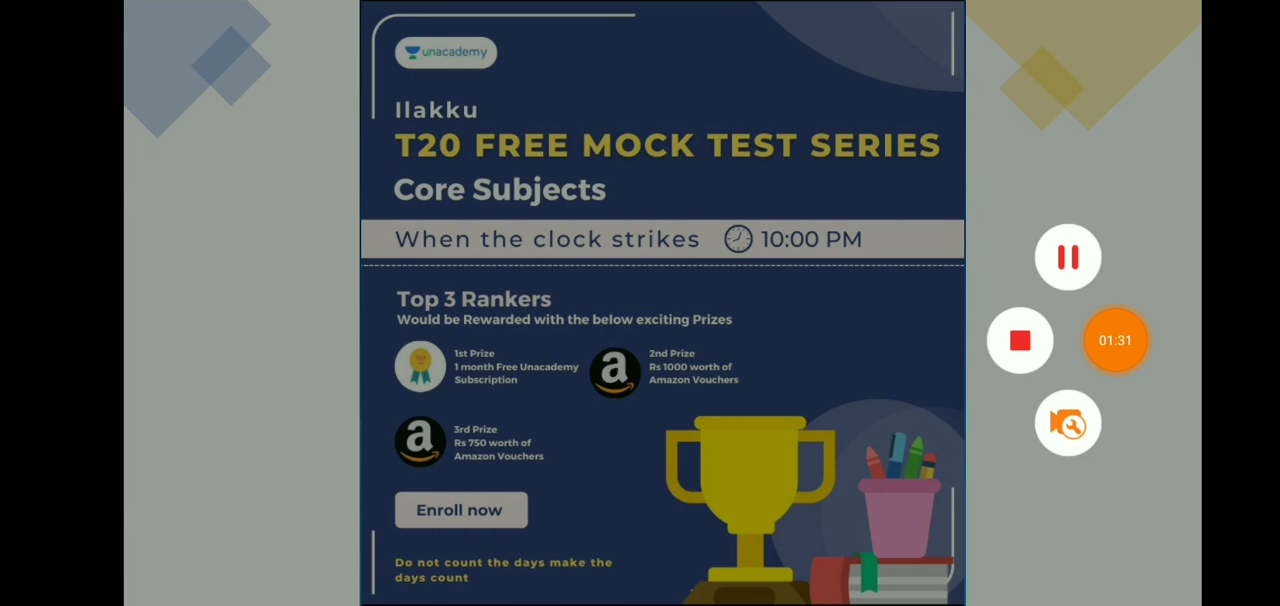 unacademy
Ilakku
T20 FREE MOCK TEST SERIES
Core Subjects
When the clock strikes 10:00 PM
Top 3 Rankers
Would be Rewarded with the below exciting Prizes
1st Prize
1 month Free Unacademy
Subscription
2nd Prize
Rs 1000 worth of
Amazon Vouchers
3rd Prize
Rs 750 worth of
Amazon Vouchers
Enroll now
Do not count the days make the
days count
01:31